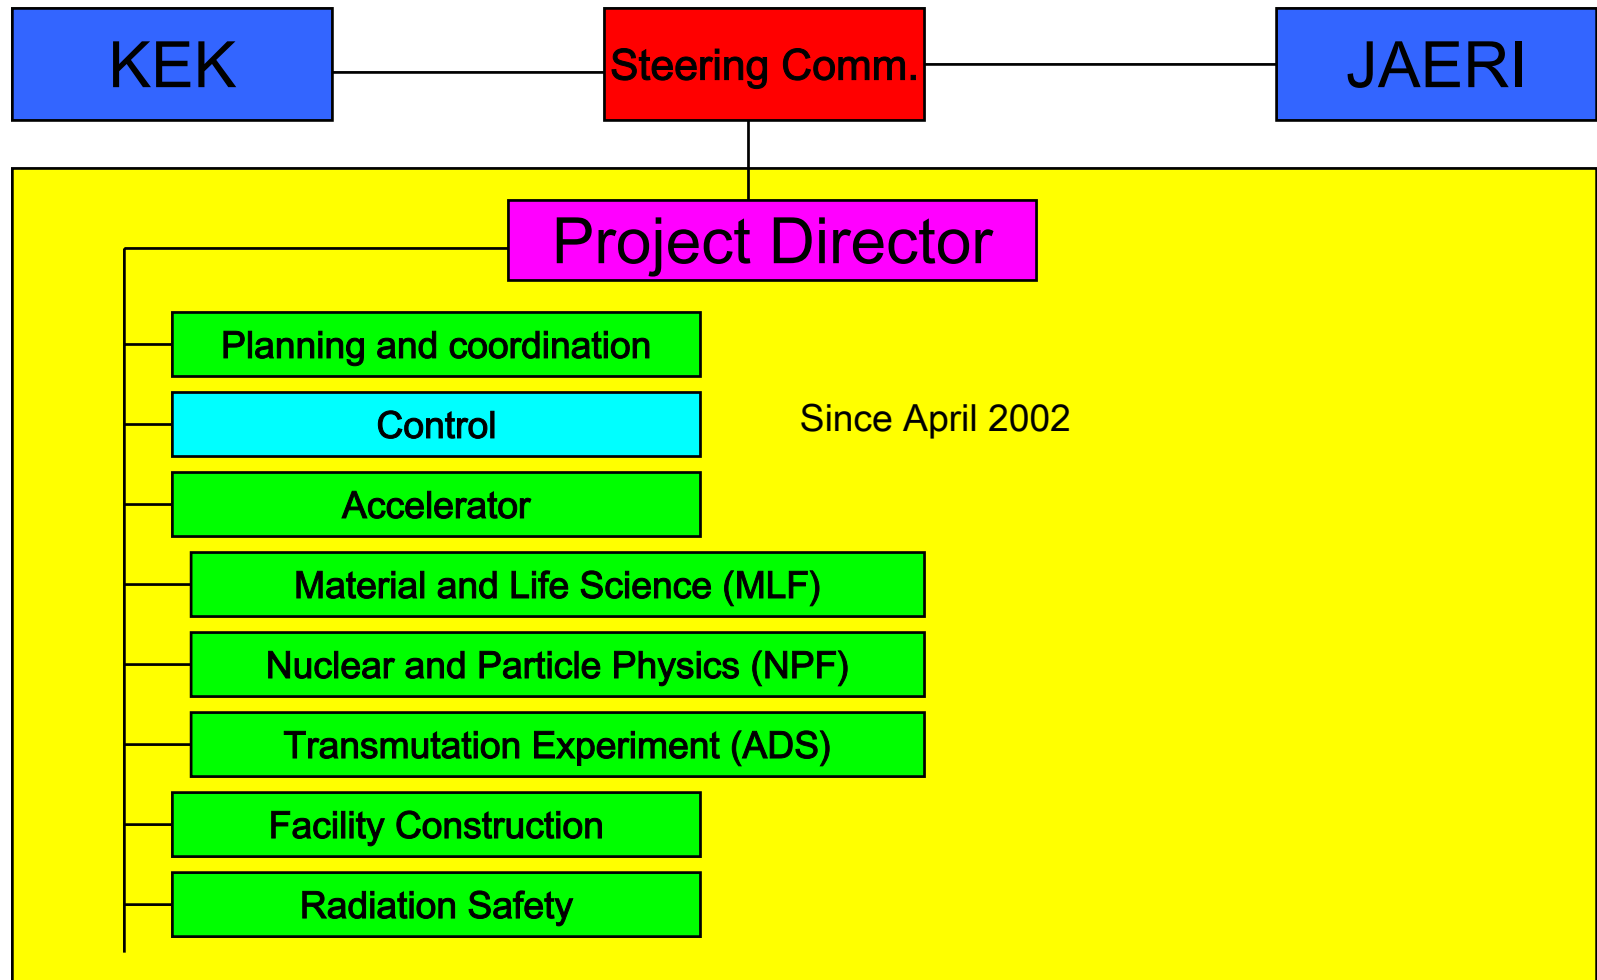 KEK
Steering Comm.
JAERI
Project Director
Planning and coordination
Control
Since April 2002
Accelerator
Material and Life Science (MLF)
Nuclear and Particle Physics (NPF)
Transmutation Experiment (ADS)
Facility Construction
Radiation Safety